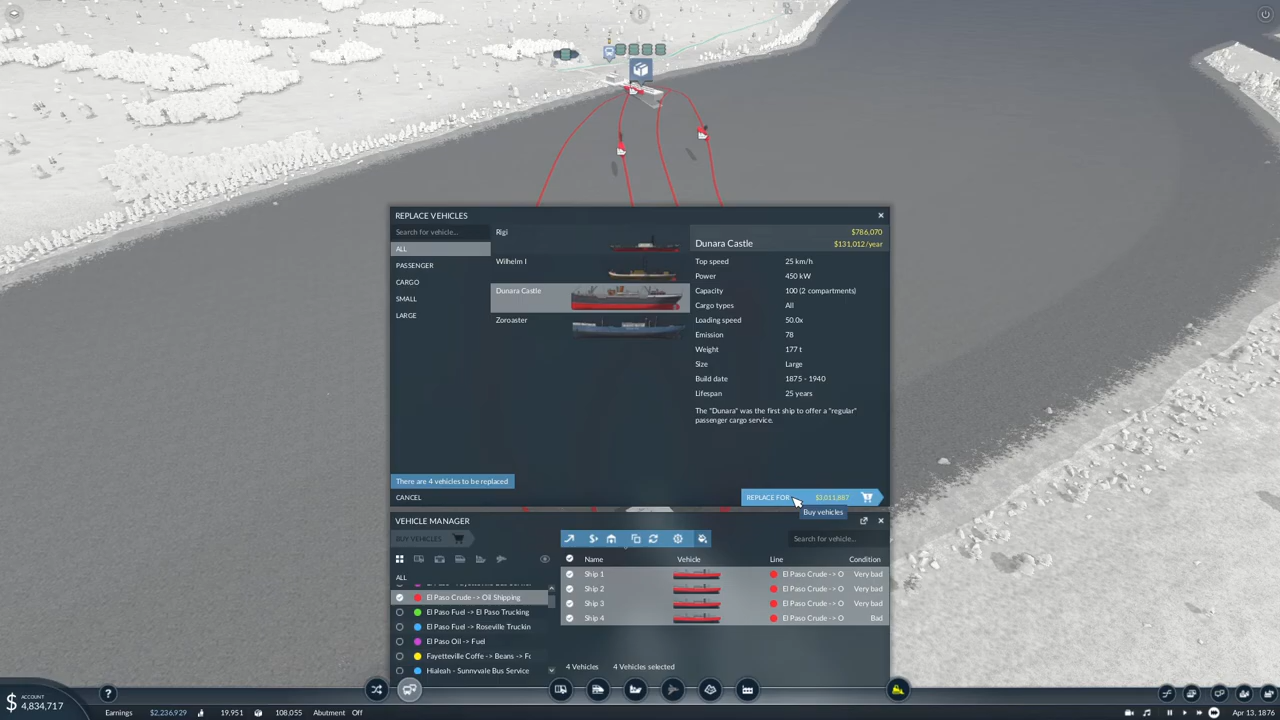 REPLACE VEHICLES
Search for vehicle...
ALL
PASSENGER
CARGO
SMALL
LARGE
Rigi
Wilhelm I
Dunara Castle
Zoroaster
$786,070
Dunara Castle
$131,012/year
Top speed 25 km/h
Power 450 kW
Capacity 100 (2 compartments)
Cargo types All
Loading speed 50.0x
Emission 78
Weight 177 t
Size Large
Build date 1875 - 1940
Lifespan 25 years
The "Dunara" was the first ship to offer a "regular"
passenger cargo service.
There are 4 vehicles to be replaced
CANCEL
REPLACE FOR $3,011,887
Buy vehicles
VEHICLE MANAGER
BUY VEHICLES
Search for vehicle...
ALL
El Paso Crude -> Oil Shipping
El Paso Fuel -> El Paso Trucking
El Paso Fuel -> Roseville Truckin
El Paso Oil -> Fuel
Fayetteville Coffe -> Beans -> Fo
Hialeah - Sunnyvale Bus Service
Name Vehicle Line Condition
Ship 1 El Paso Crude -> O Very bad
Ship 2 El Paso Crude -> O Very bad
Ship 3 El Paso Crude -> O Very bad
Ship 4 El Paso Crude -> O Bad
4 Vehicles 4 Vehicles selected
$ ACCOUNT
4,834,717
?
Earnings $2,236,929 19,951 108,055 Abutment Off
Apr 13, 1876